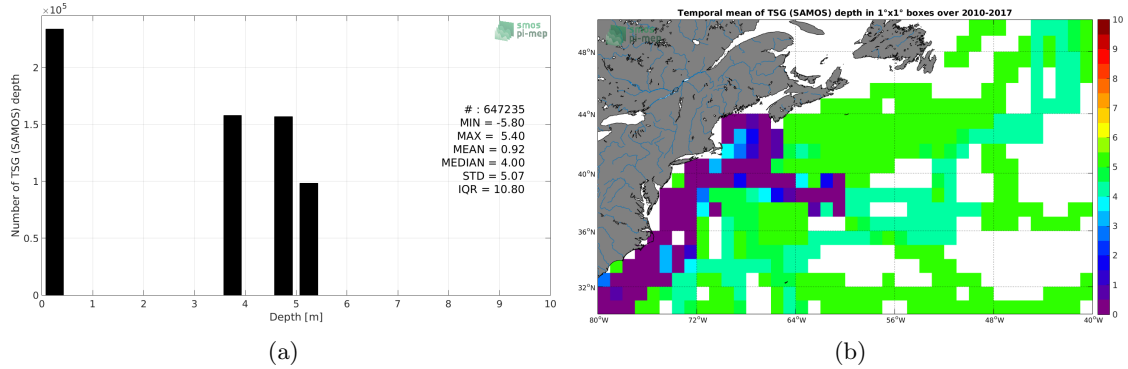 ×10⁵
smos
pi-mep
2
1.5
1
0.5
0
Number of TSG (SAMOS) depth
# : 647235
MIN = -5.80
MAX = 5.40
MEAN = 0.92
MEDIAN = 4.00
STD = 5.07
IQR = 10.80
0 1 2 3 4 5 6 7 8 9 10
Depth [m]
(a)
Temporal mean of TSG (SAMOS) depth in 1°x1° boxes over 2010-2017
smos
pi-mep
48°N
44°N
40°N
36°N
32°N
80°W 72°W 64°W 56°W 48°W 40°W
10
9
8
7
6
5
4
3
2
1
0
(b)